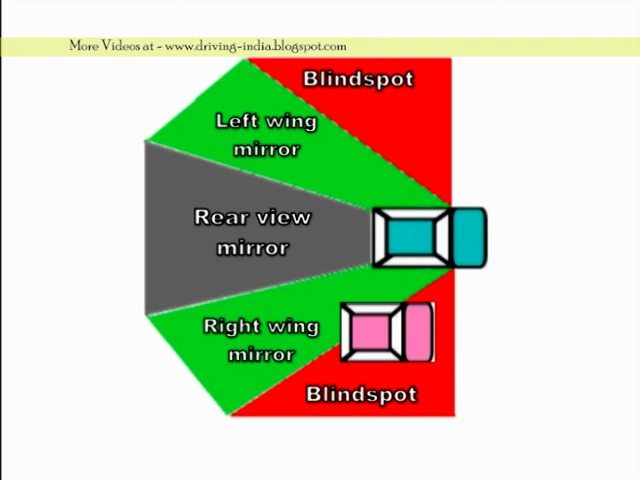 More Videos at - www.driving-india.blogspot.com
Blindspot
Left wing
mirror
Rear view
mirror
Right wing
mirror
Blindspot